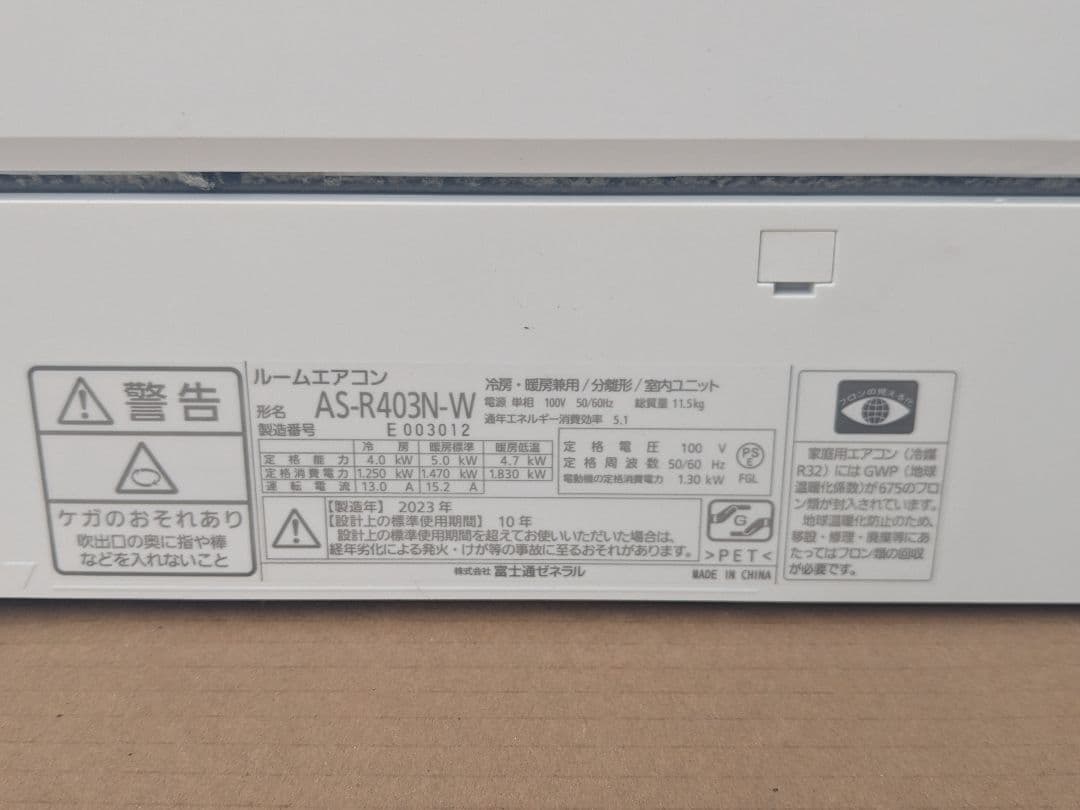 警告
ケガのおそれあり
吹出口の奥に指や棒
などを入れないこと
ルームエアコン
形名 AS-R403N-W
製造番号 E 003012
冷房・暖房兼用/分離形/室内ユニット
電源 単相 100V 50/60Hz 総質量 11.5kg
通年エネルギー消費効率 5.1
冷房 暖房標準 暖房低温
定格能力 4.0 kW 5.0 kW 4.7 kW
定格消費電力 1.250 kW 1.470 kW 1.830 kW
運転電流 13.0 A 15.2 A
定格電圧 100 V
定格周波数 50/60 Hz
電動機の定格消費電力 1.30 kW
PS
E
FGL
【製造年】 2023 年
【設計上の標準使用期間】 10 年
設計上の標準使用期間を超えてお使いいただいた場合は、
経年劣化による発火・けが等の事故に至るおそれがあります。
G
>PET<
株式会社 富士通ゼネラル
MADE IN CHINA
フロンの見える化
家庭用エアコン(冷媒
R32)にはGWP(地球
温暖化係数)が675のフロ
ン類が封入されています。
地球温暖化防止のため、
移設・修理・廃棄等にあ
たってはフロン類の回収
が必要です。